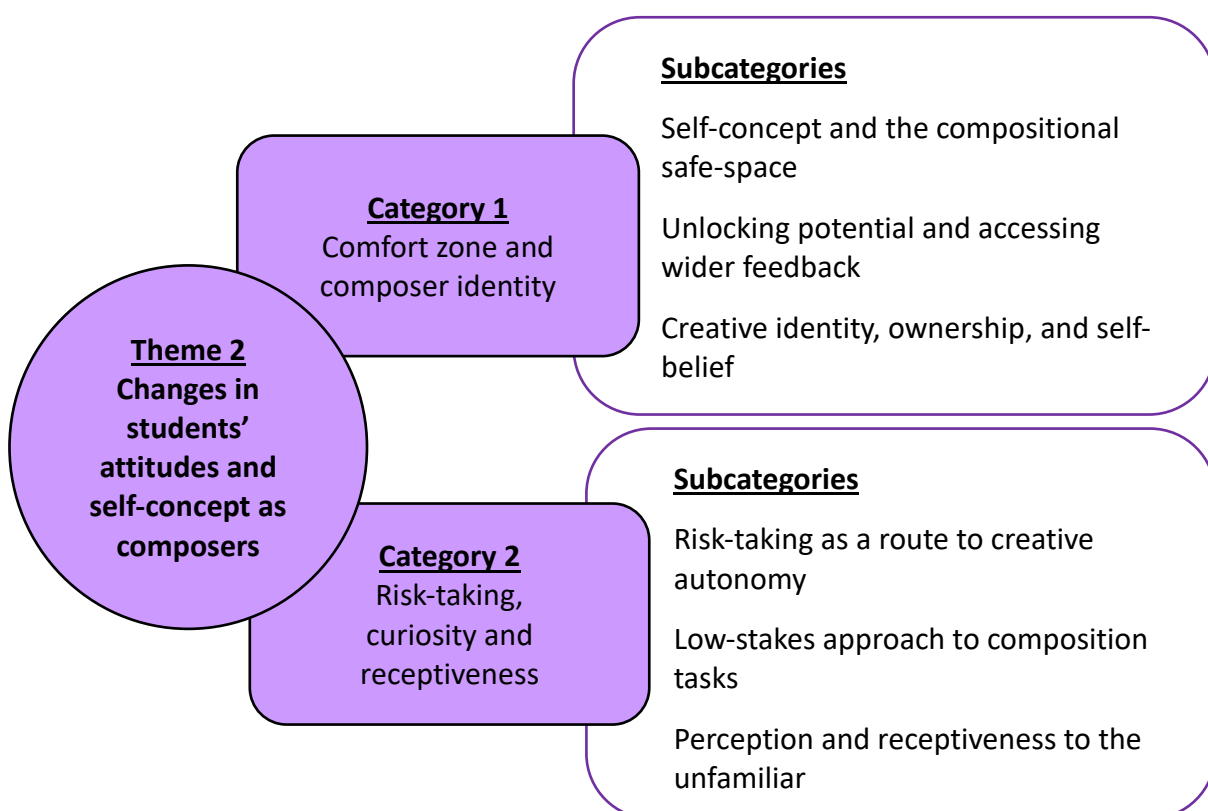 Theme 2
Changes in
students’
attitudes and
self-concept as
composers
Category 1
Comfort zone and
composer identity
Subcategories
Self-concept and the compositional
safe-space
Unlocking potential and accessing
wider feedback
Creative identity, ownership, and self-
belief
Category 2
Risk-taking,
curiosity and
receptiveness
Subcategories
Risk-taking as a route to creative
autonomy
Low-stakes approach to composition
tasks
Perception and receptiveness to the
unfamiliar